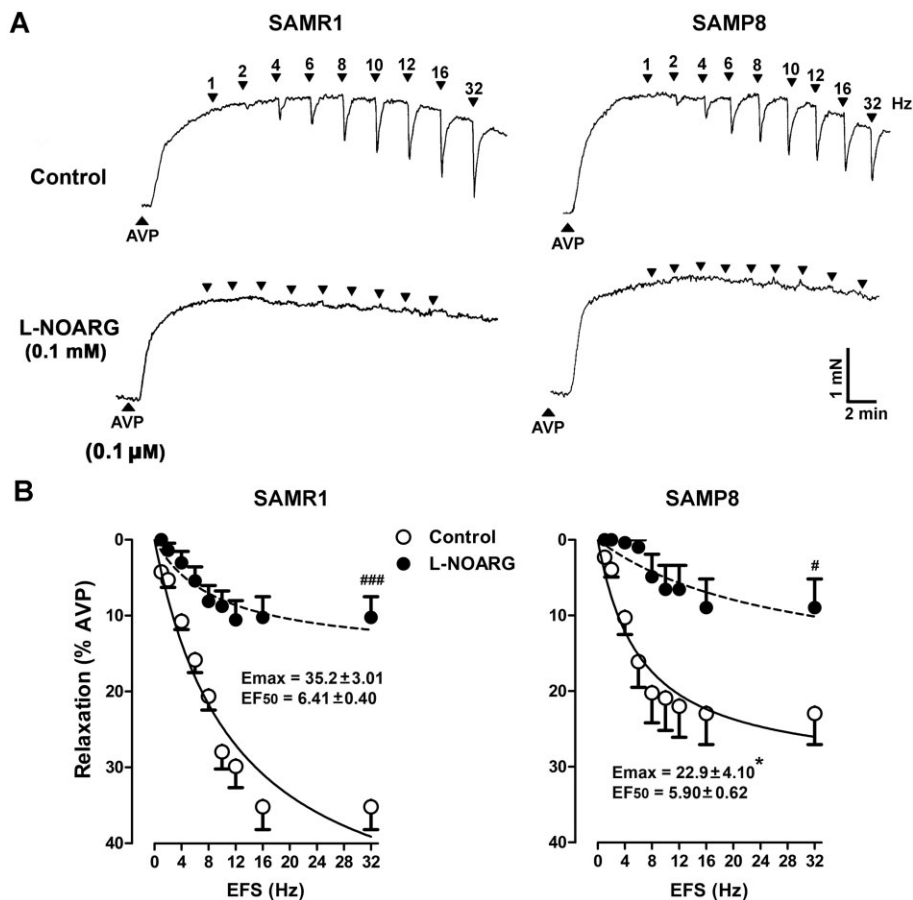 A
SAMR1
SAMP8
1 2 4 6 8 10 12 16 32
1 2 4 6 8 10 12 16 32 Hz
Control
AVP
AVP
L-NOARG
(0.1 mM)
AVP
AVP
1 mN
2 min
(0.1 µM)
B
SAMR1
SAMP8
Control
L-NOARG
Relaxation (% AVP)
0
10
20
30
40
###
Emax = 35.2±3.01
EF50 = 6.41±0.40
0 4 8 12 16 20 24 28 32
EFS (Hz)
0
10
20
30
40
#
Emax = 22.9±4.10*
EF50 = 5.90±0.62
0 4 8 12 16 20 24 28 32
EFS (Hz)